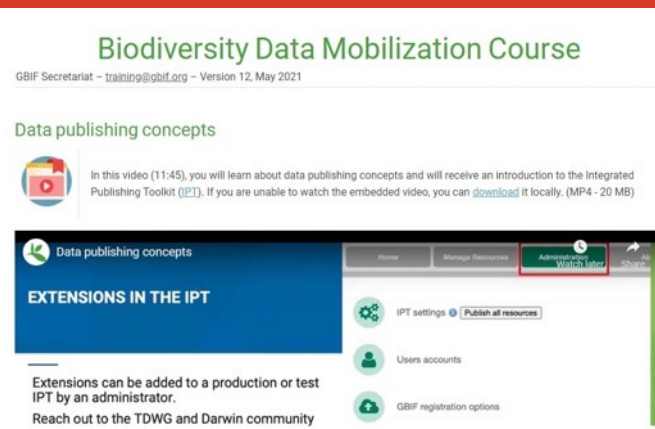 Biodiversity Data Mobilization Course
GBIF Secretariat – training@gbif.org – Version 12, May 2021
Data publishing concepts
In this video (11:45), you will learn about data publishing concepts and will receive an introduction to the Integrated
Publishing Toolkit (IPT). If you are unable to watch the embedded video, you can download it locally. (MP4 - 20 MB)
Data publishing concepts
Home
Manage Resources
Administration
Watch later
Share
EXTENSIONS IN THE IPT
IPT settings
Publish all resources
Users accounts
GBIF registration options
Extensions can be added to a production or test
IPT by an administrator.
Reach out to the TDWG and Darwin community